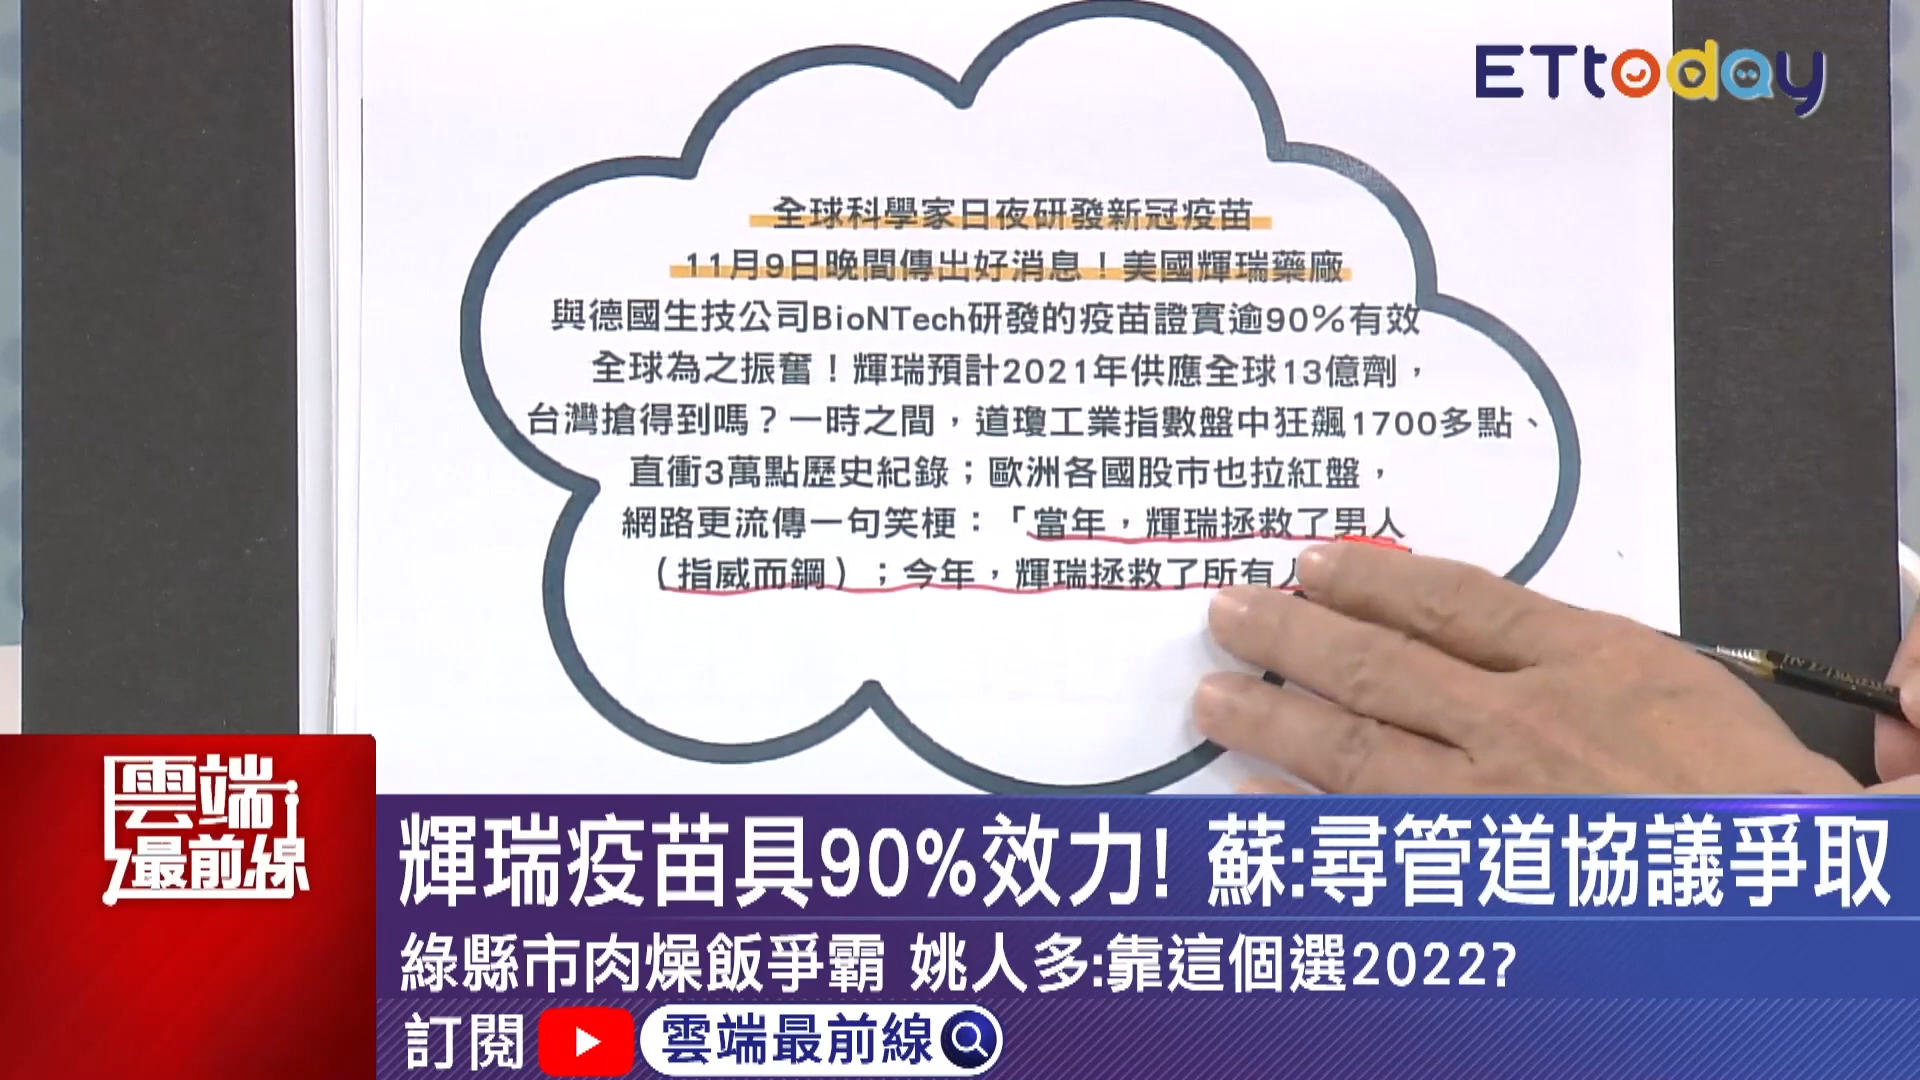 ETtoday
全球科學家日夜研發新冠疫苗
11月9日晚間傳出好消息！美國輝瑞藥廠
與德國生技公司BioNTech研發的疫苗證實逾90%有效
全球為之振奮！輝瑞預計2021年供應全球13億劑，
台灣搶得到嗎？一時之間，道瓊工業指數盤中狂飆1700多點、
直衝3萬點歷史紀錄；歐洲各國股市也拉紅盤，
網路更流傳一句笑梗：「當年，輝瑞拯救了男人
（指威而鋼）；今年，輝瑞拯救了所有人
雲端
最前線
輝瑞疫苗具90%效力! 蘇:尋管道協議爭取
綠縣市肉燥飯爭霸 姚人多:靠這個選2022?
訂閱 雲端最前線